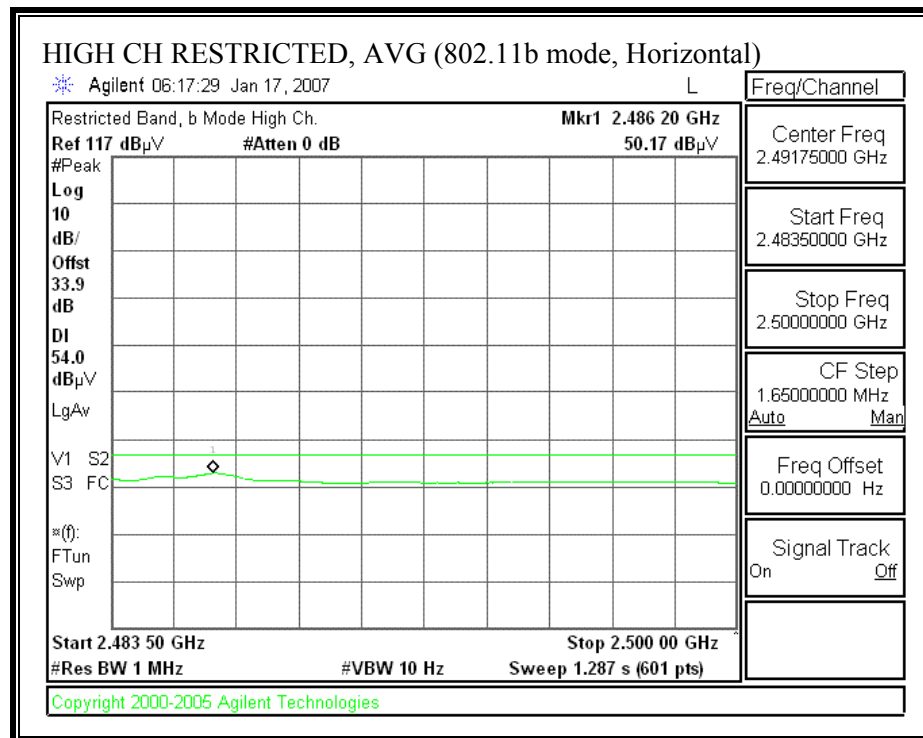 HIGH CH RESTRICTED, AVG (802.11b mode, Horizontal)
Agilent 06:17:29 Jan 17, 2007 L
Restricted Band, b Mode High Ch. Mkr1 2.486 20 GHz
Ref 117 dBµV #Atten 0 dB 50.17 dBµV
#Peak
Log
10
dB/
Offst
33.9
dB
DI
54.0
dBµV
LgAv
1
V1 S2
S3 FC
¤(f):
FTun
Swp
Start 2.483 50 GHz Stop 2.500 00 GHz
#Res BW 1 MHz #VBW 10 Hz Sweep 1.287 s (601 pts)
Freq/Channel
Center Freq
2.49175000 GHz
Start Freq
2.48350000 GHz
Stop Freq
2.50000000 GHz
CF Step
1.65000000 MHz
Auto Man
Freq Offset
0.00000000 Hz
Signal Track
On Off
Copyright 2000-2005 Agilent Technologies